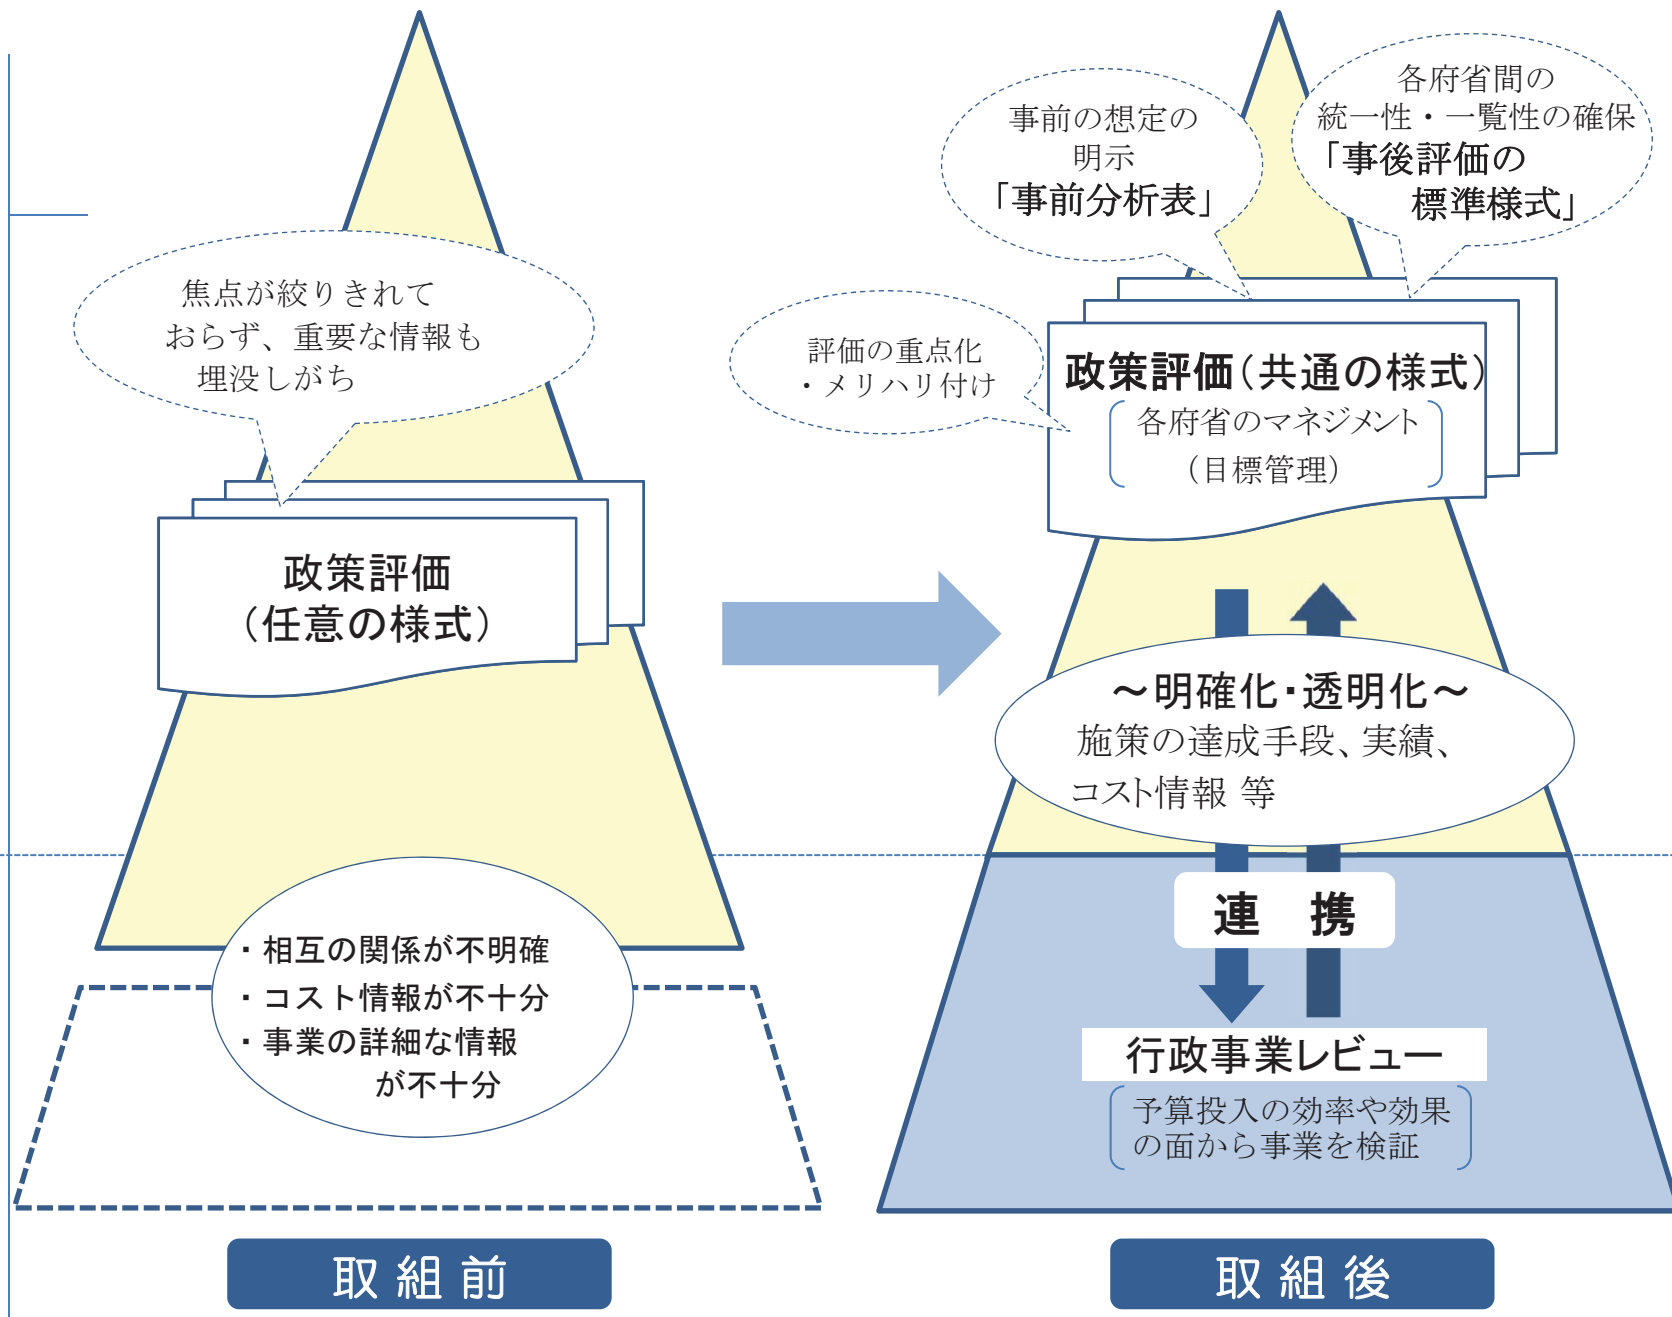 焦点が絞りきれて
おらず、重要な情報も
埋没しがち
政策評価
（任意の様式）
・相互の関係が不明確
・コスト情報が不十分
・事業の詳細な情報
が不十分
取組前
事前の想定の
明示
「事前分析表」
各府省間の
統一性・一覧性の確保
「事後評価の
標準様式」
評価の重点化
・メリハリ付け
政策評価（共通の様式）
各府省のマネジメント
（目標管理）
～明確化・透明化～
施策の達成手段、実績、
コスト情報 等
連 携
行政事業レビュー
予算投入の効率や効果
の面から事業を検証
取組後